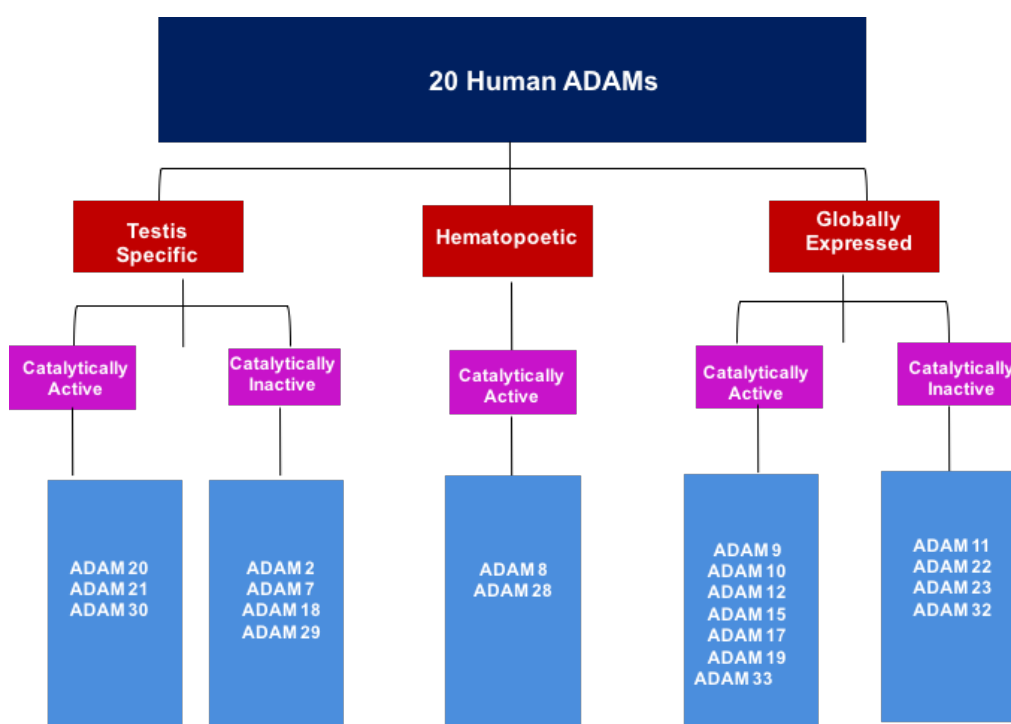 20 Human ADAMs
Testis
Specific
Hematopoetic
Globally
Expressed
Catalytically
Active
Catalytically
Inactive
Catalytically
Active
Catalytically
Active
Catalytically
Inactive
ADAM 20
ADAM 21
ADAM 30
ADAM 2
ADAM 7
ADAM 18
ADAM 29
ADAM 8
ADAM 28
ADAM 9
ADAM 10
ADAM 12
ADAM 15
ADAM 17
ADAM 19
ADAM 33
ADAM 11
ADAM 22
ADAM 23
ADAM 32